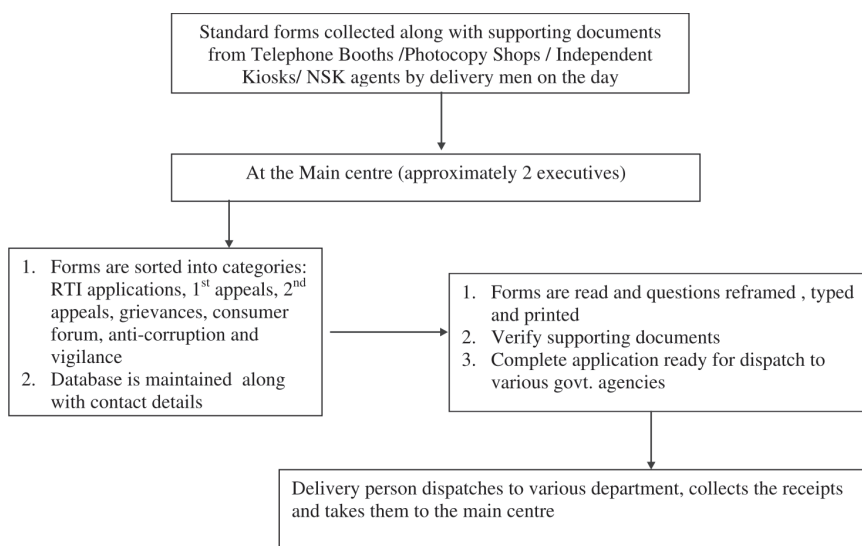 Standard forms collected along with supporting documents
from Telephone Booths /Photocopy Shops / Independent
Kiosks/ NSK agents by delivery men on the day
At the Main centre (approximately 2 executives)
1. Forms are sorted into categories:
RTI applications, 1st appeals, 2nd
appeals, grievances, consumer
forum, anti-corruption and
vigilance
2. Database is maintained along
with contact details
1. Forms are read and questions reframed , typed
and printed
2. Verify supporting documents
3. Complete application ready for dispatch to
various govt. agencies
Delivery person dispatches to various department, collects the receipts
and takes them to the main centre